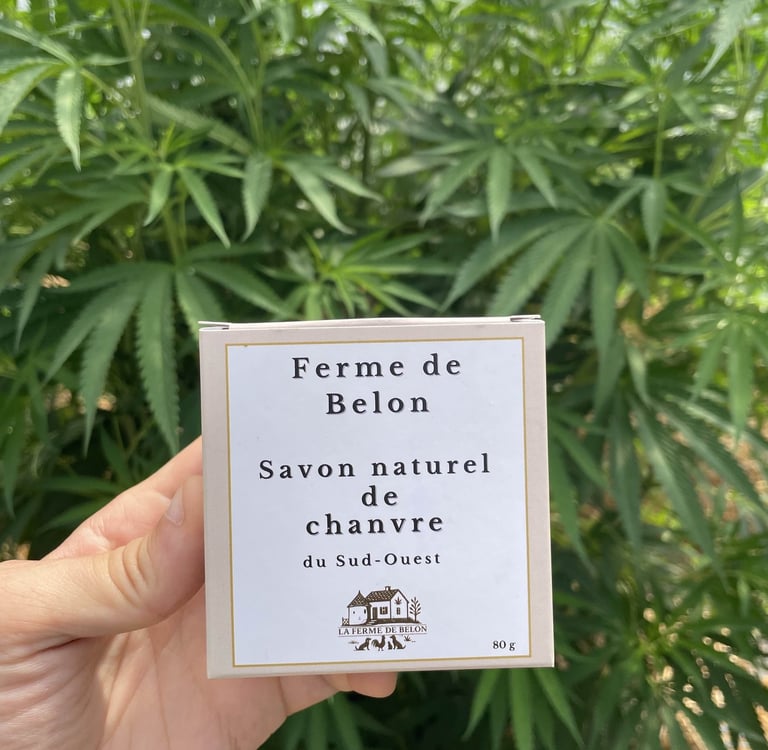 Ferme de
Belon
Savon naturel
de
chanvre
du Sud-Ouest
LA FERME DE BELON
80 g